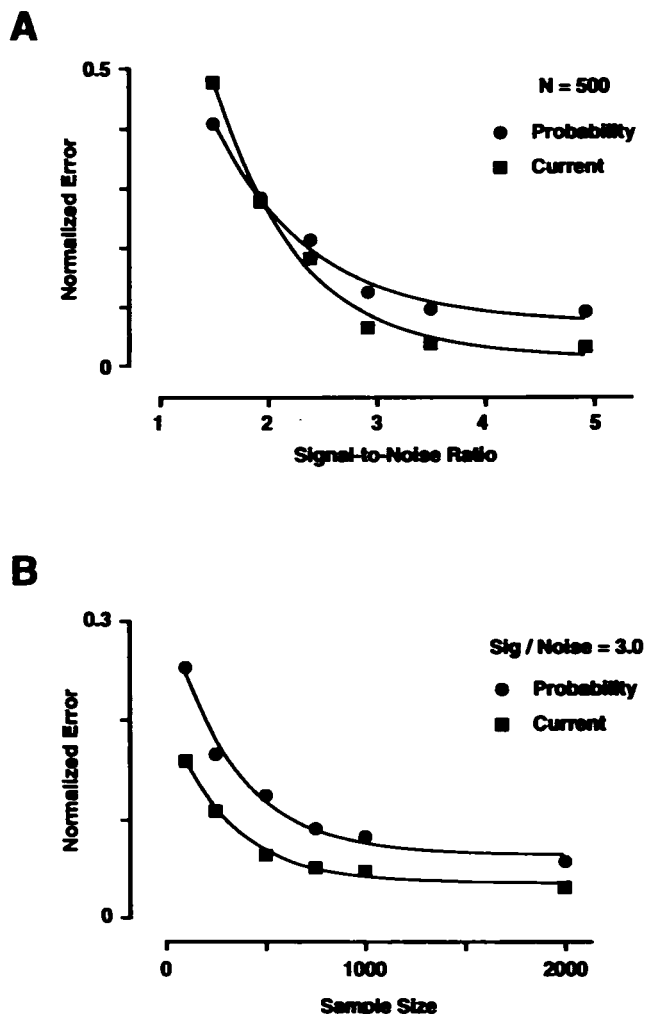 A
0.5
N = 500
Probability
Current
Normalized Error
0
1 2 3 4 5
Signal-to-Noise Ratio
B
0.3
Sig / Noise = 3.0
Probability
Current
Normalized Error
0
0 1000 2000
Sample Size